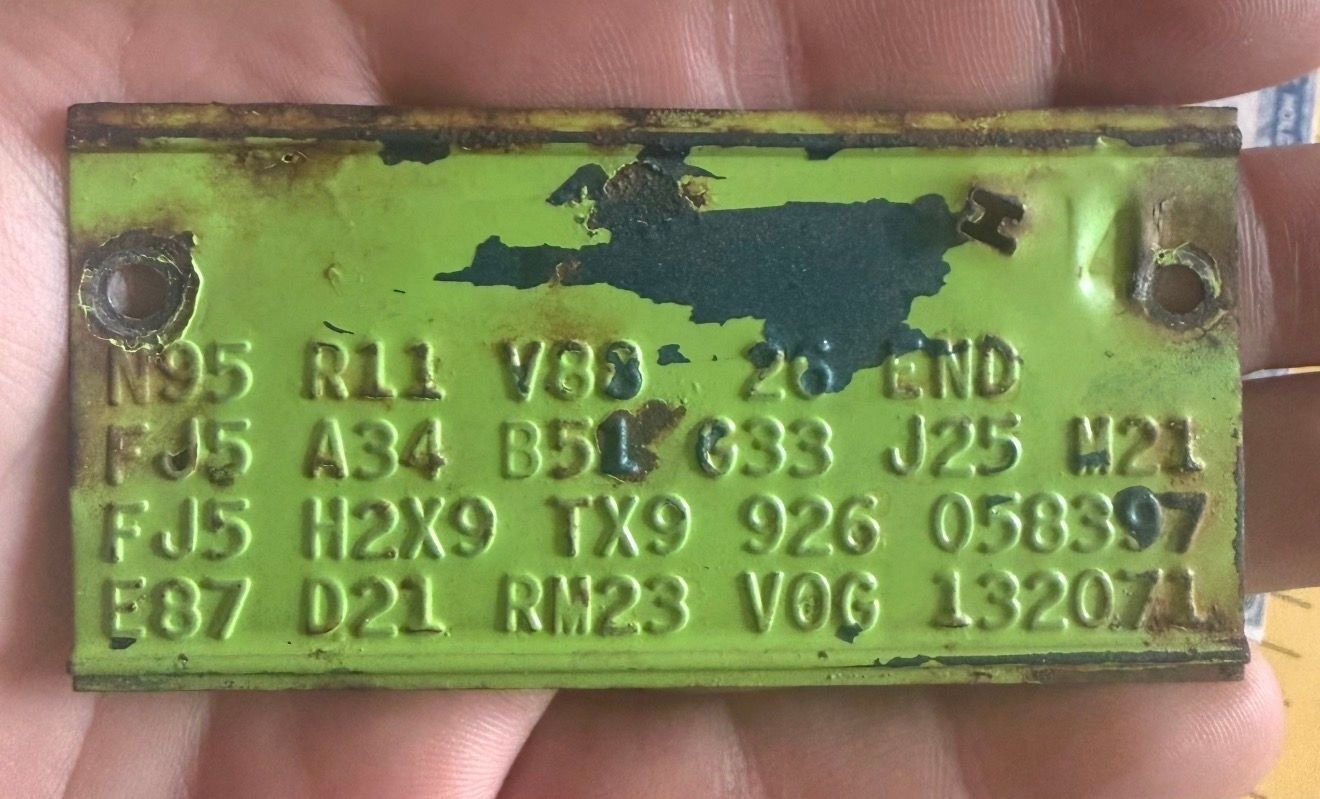 N95 R11 V88 26 END
FJ5 A34 B51 G33 J25 M21
FJ5 H2X9 TX9 926 058397
E87 D21 RM23 V0G 132071